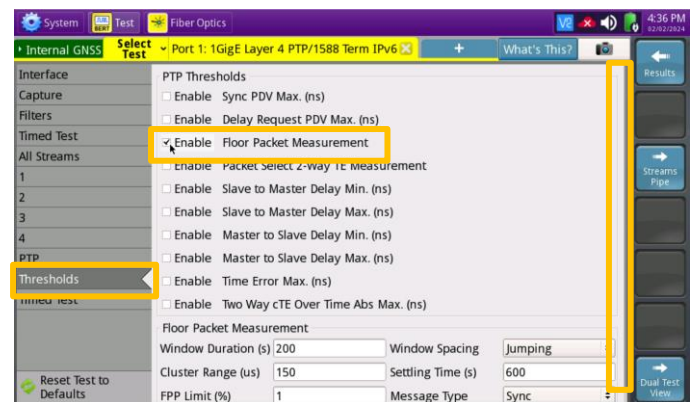 System Test Fiber Optics 4:36 PM
02/02/2024
Internal GNSS Select Test Port 1: 1GigE Layer 4 PTP/1588 Term IPv6 + What's This?
Results
Interface
Capture
Filters
Timed Test
All Streams
1
2
3
4
PTP
Thresholds
Timed Test
Reset Test to
Defaults
PTP Thresholds
Enable Sync PDV Max. (ns)
Enable Delay Request PDV Max. (ns)
Enable Floor Packet Measurement
Enable Packet Select 2-Way TE Measurement
Enable Slave to Master Delay Min. (ns)
Enable Slave to Master Delay Max. (ns)
Enable Master to Slave Delay Min. (ns)
Enable Master to Slave Delay Max. (ns)
Enable Time Error Max. (ns)
Enable Two Way cTE Over Time Abs Max. (ns)
Floor Packet Measurement
Window Duration (s) 200 Window Spacing Jumping
Cluster Range (us) 150 Settling Time (s) 600
FPP Limit (%) 1 Message Type Sync
Streams
Pipe
Dual Test
View